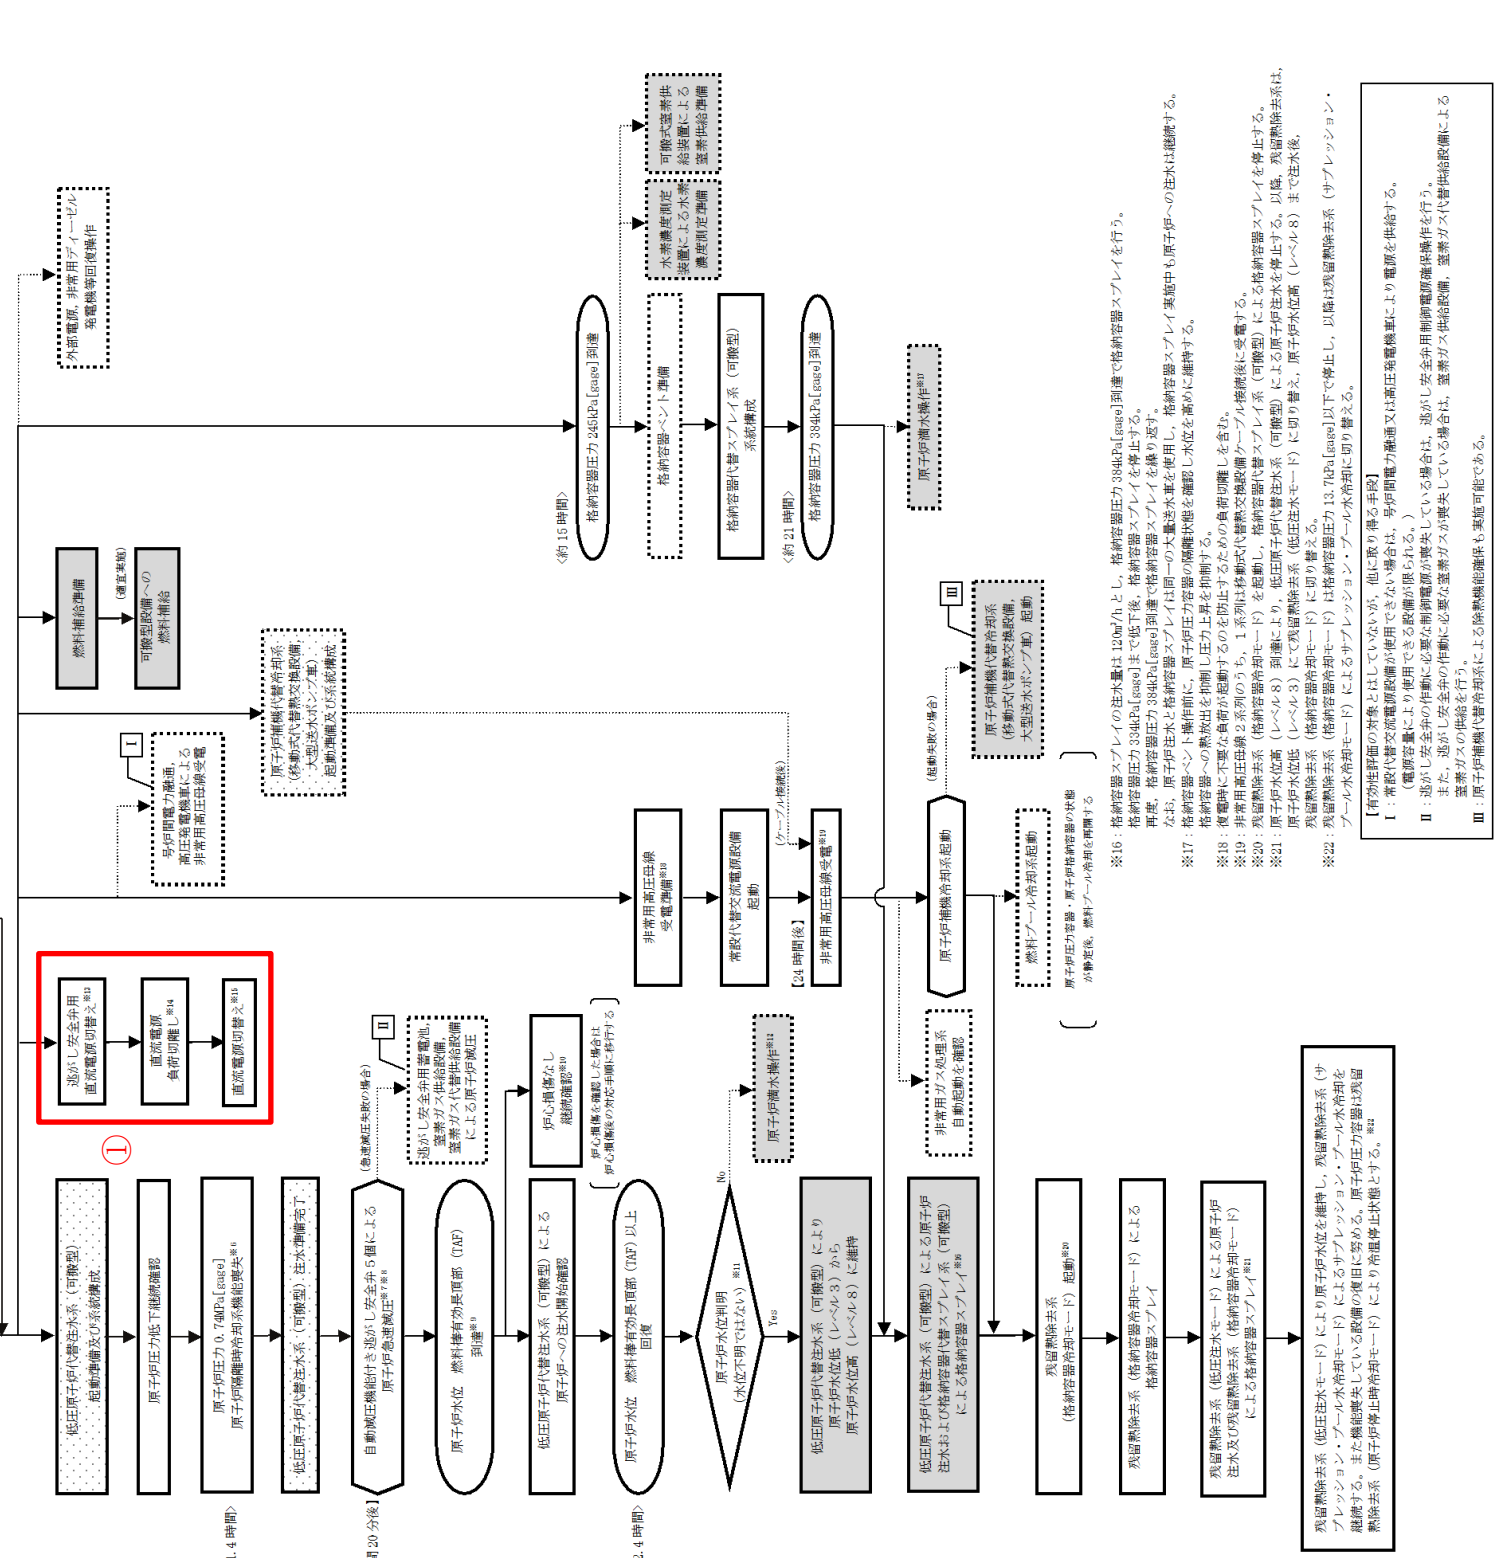 外部電源，非常用ディーゼル
発電機等回復操作
燃料補給準備
(適宜実施)
可搬型設備への
燃料補給
Ⅰ
号炉間電力融通，
高圧発電機車による
非常用高圧母線受電
原子炉補機代替冷却系
(移動式代替熱交換設備，
大型送水ポンプ車)
起動準備及び系統構成
逃がし安全弁用
直流電源切替え※13
直流電源
負荷切離し※14
直流電源切替え※15
①
低圧原子炉代替注水系（可搬型）
起動準備及び系統構成
原子炉圧力低下継続確認
原子炉圧力 0.74MPa[gage]
原子炉隔離時冷却系機能喪失※6
1.4 時間>
低圧原子炉代替注水系（可搬型）注水準備完了
自動減圧機能付き逃がし安全弁５個による
原子炉急速減圧※7※8
間 20 分後】
(急速減圧失敗の場合)
Ⅱ
逃がし安全弁用蓄電池，
窒素ガス供給設備，
窒素ガス代替供給設備
による原子炉減圧
原子炉水位　燃料棒有効長頂部（TAF）
到達※9
炉心損傷なし
継続確認※10
炉心損傷を確認した場合は
炉心損傷後の対応手順に移行する
低圧原子炉代替注水系（可搬型）による
原子炉への注水開始確認
原子炉水位　燃料棒有効長頂部（TAF）以上
回復
2.4 時間>
原子炉水位判明
(水位不明ではない)※11
No
Yes
原子炉満水操作※12
低圧原子炉代替注水系（可搬型）により
原子炉水位低（レベル３）から
原子炉水位高（レベル８）に維持
低圧原子炉代替注水系（可搬型）による原子炉
注水および格納容器代替スプレイ系（可搬型）
による格納容器スプレイ※16
残留熱除去系
(格納容器冷却モード）起動※20
残留熱除去系（格納容器冷却モード）による
格納容器スプレイ
残留熱除去系（低圧注水モード）による原子炉
注水及び残留熱除去系（格納容器冷却モード）
による格納容器スプレイ※21
残留熱除去系（低圧注水モード）により原子炉水位を維持し，残留熱除去系（サ
プレッション・プール水冷却モード）によるサプレッション・プール水冷却を
継続する。また機能喪失している設備の復旧に努める。原子炉圧力容器は残留
熱除去系（原子炉停止時冷却モード）により冷温停止状態とする。※22
非常用高圧母線
受電準備※18
常設代替交流電源設備
起動
【24 時間後】
(ケーブル接続後)
非常用高圧母線受電※19
非常用ガス処理系
自動起動を確認
原子炉補機冷却系起動
(起動失敗の場合)
Ⅲ
原子炉補機代替冷却系
(移動式代替熱交換設備，
大型送水ポンプ車）起動
燃料プール冷却系起動
原子炉圧力容器・原子炉格納容器の状態
が静定後，燃料プール冷却を再開する
<約 15 時間>
格納容器圧力 245kPa[gage]到達
水素濃度測定
装置による水素
濃度測定準備
可搬式窒素供
給装置による
窒素供給準備
格納容器ベント準備
格納容器代替スプレイ系（可搬型）
系統構成
<約 21 時間>
格納容器圧力 384kPa[gage]到達
原子炉満水操作※17
※16：格納容器スプレイの注水量は 120m³/h とし，格納容器圧力 384kPa[gage]到達で格納容器スプレイを行う。
格納容器圧力 334kPa[gage]まで低下後，格納容器スプレイを停止する。
再度，格納容器圧力 384kPa[gage]到達で格納容器スプレイを繰り返す。
なお，原子炉注水と格納容器スプレイは同一の大量送水車を使用し，格納容器スプレイ実施中も原子炉への注水は継続する。
※17：格納容器ベント操作前に，原子炉圧力容器の隔離状態を確認し水位を高めに維持する。
格納容器への熱放出を抑制し圧力上昇を抑制する。
※18：復電時に不要な負荷が起動するのを防止するための負荷切離しを含む。
※19：非常用高圧母線２系列のうち，１系列は移動式代替熱交換設備ケーブル接続後に受電する。
※20：残留熱除去系（格納容器冷却モード）を起動し，格納容器代替スプレイ系（可搬型）による格納容器スプレイを停止する。
※21：原子炉水位高（レベル８）到達により，低圧原子炉代替注水系（可搬型）による原子炉注水を停止する。以降，残留熱除去系は，
原子炉水位低（レベル３）にて残留熱除去系（低圧注水モード）に切り替え，原子炉水位高（レベル８）まで注水後，
残留熱除去系（格納容器冷却モード）に切り替える。
※22：残留熱除去系（格納容器冷却モード）は格納容器圧力 13.7kPa[gage]以下で停止し，以降は残留熱除去系（サプレッション・
プール水冷却モード）によるサプレッション・プール水冷却に切り替える。
【有効性評価の対象とはしていないが，他に取り得る手段】
Ⅰ：常設代替交流電源設備が使用できない場合は，号炉間電力融通又は高圧発電機車により電源を供給する。
(電源容量により使用できる設備が限られる。)
Ⅱ：逃がし安全弁の作動に必要な制御電源が喪失している場合は，逃がし安全弁用制御電源確保操作を行う。
また，逃がし安全弁の作動に必要な窒素ガスが喪失している場合は，窒素ガス供給設備，窒素ガス代替供給設備による
窒素ガスの供給を行う。
Ⅲ：原子炉補機代替冷却系による除熱機能確保も実施可能である。